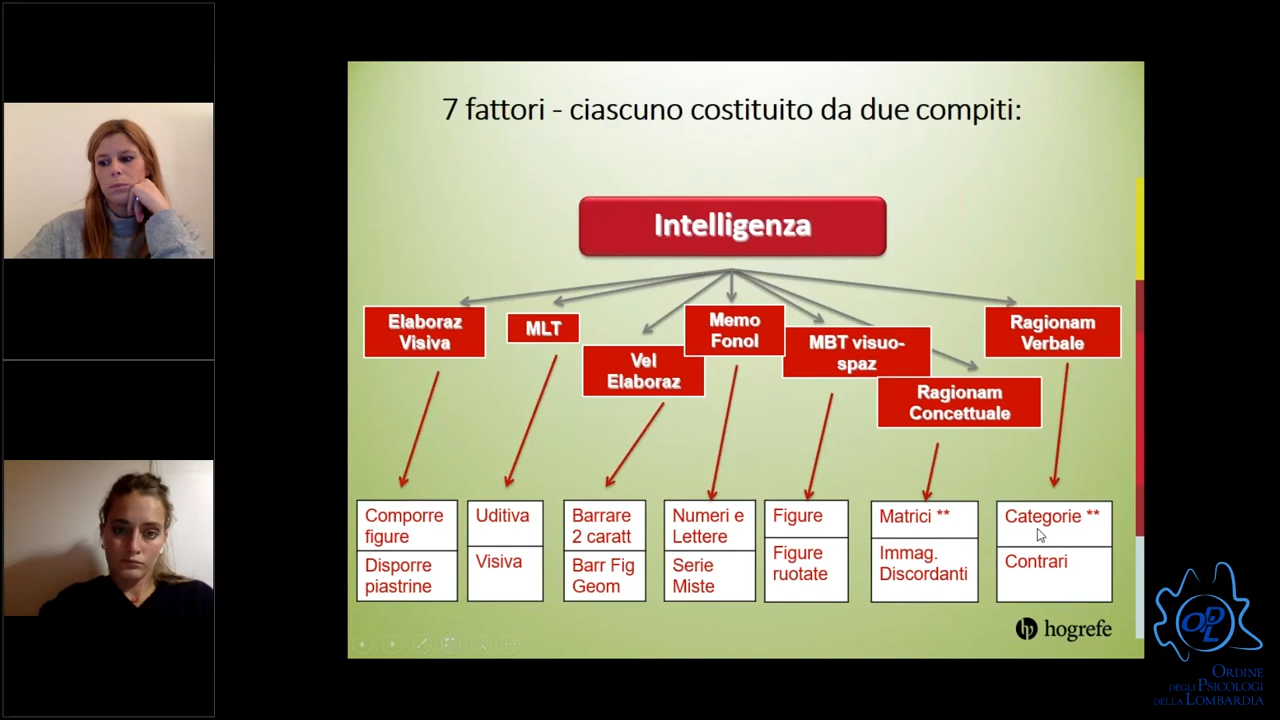 7 fattori - ciascuno costituito da due compiti:
Intelligenza
Elaboraz
Visiva
MLT
Vel
Elaboraz
Memo
Fonol
MBT visuo-
spaz
Ragionam
Concettuale
Ragionam
Verbale
Comporre
figure
Disporre
piastrine
Uditiva
Visiva
Barrare
2 caratt
Barr Fig
Geom
Numeri e
Lettere
Serie
Miste
Figure
Figure
ruotate
Matrici **
Immag.
Discordanti
Categorie **
Contrari
hogrefe
OPL
ORDINE
DEGLI PSICOLOGI
DELLA LOMBARDIA